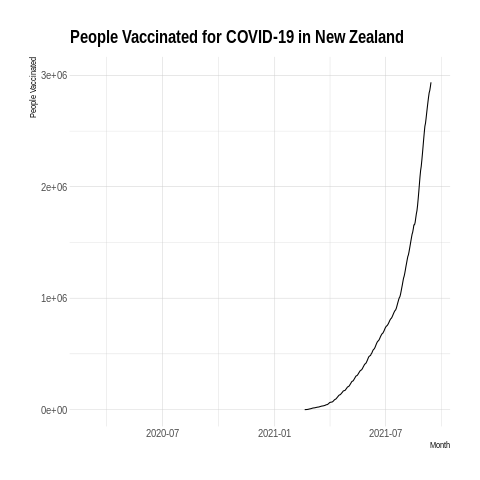 People Vaccinated for COVID-19 in New Zealand
People Vaccinated
3e+06
2e+06
1e+06
0e+00
2020-07 2021-01 2021-07
Month